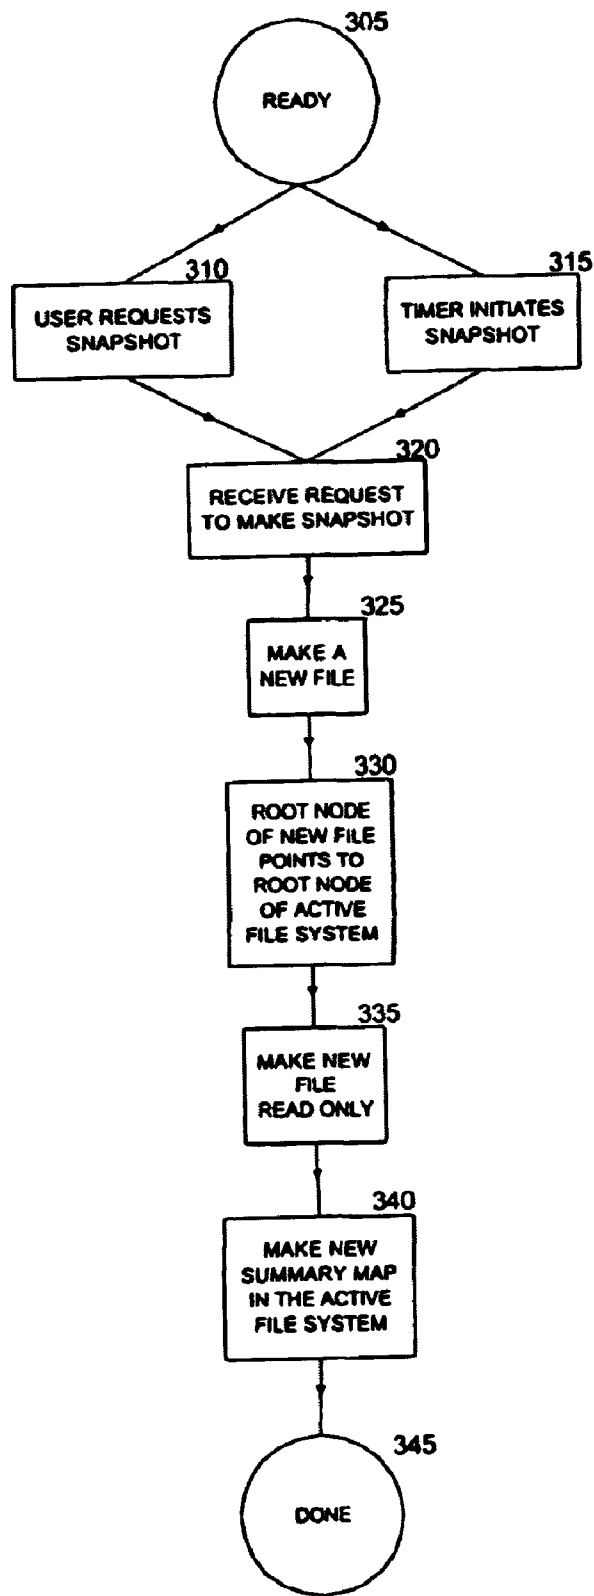 305
READY
310
USER REQUESTS
SNAPSHOT
315
TIMER INITIATES
SNAPSHOT
320
RECEIVE REQUEST
TO MAKE SNAPSHOT
325
MAKE A
NEW FILE
330
ROOT NODE
OF NEW FILE
POINTS TO
ROOT NODE
OF ACTIVE
FILE SYSTEM
335
MAKE NEW
FILE
READ ONLY
340
MAKE NEW
SUMMARY MAP
IN THE ACTIVE
FILE SYSTEM
345
DONE